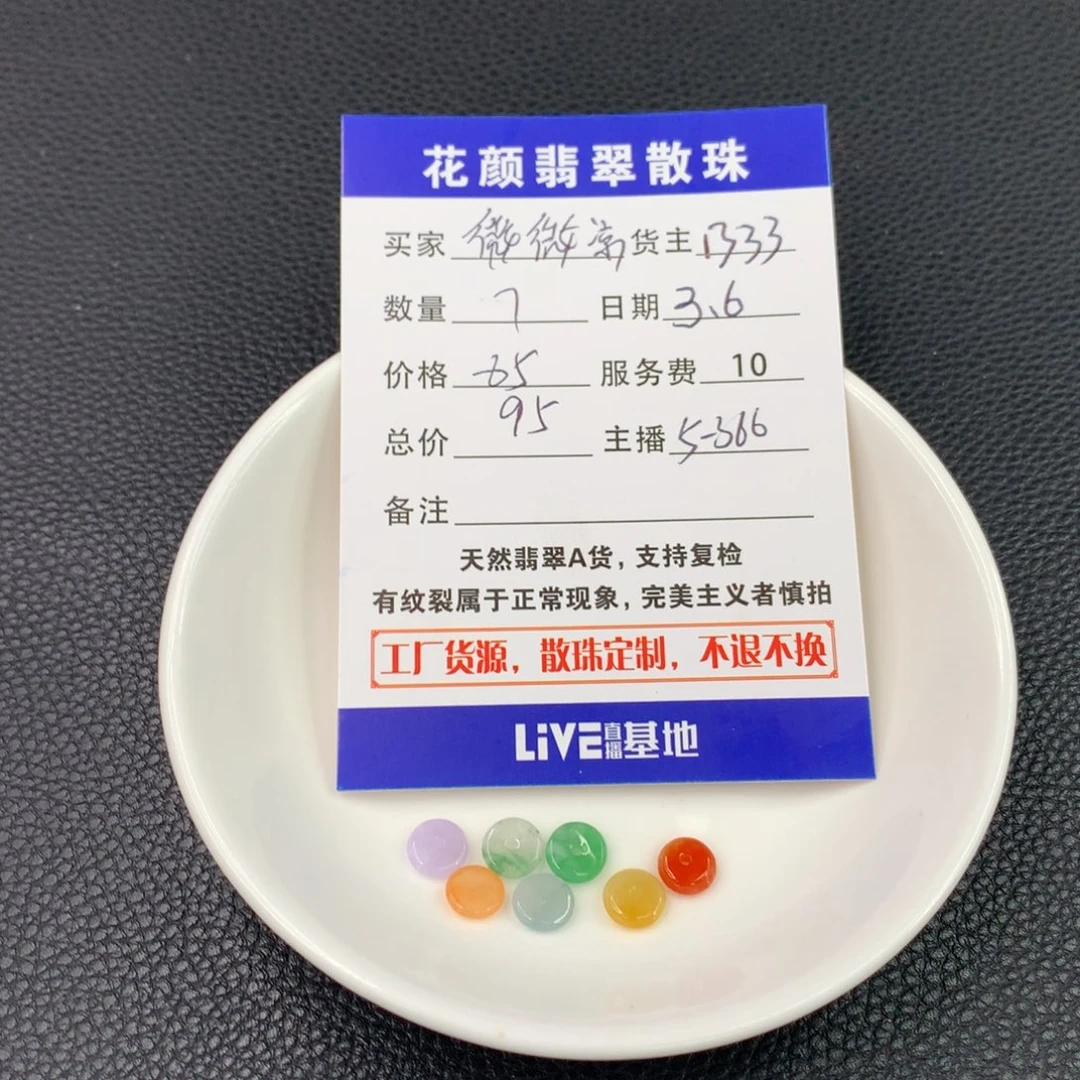 花颜翡翠散珠
买家 微微 货主 1333
数量 7 日期 3.6
价格 65 服务费 10
总价 95 主播 5-366
备注
天然翡翠A货，支持复检
有纹裂属于正常现象，完美主义者慎拍
工厂货源，散珠定制，不退不换
LiVE直播基地